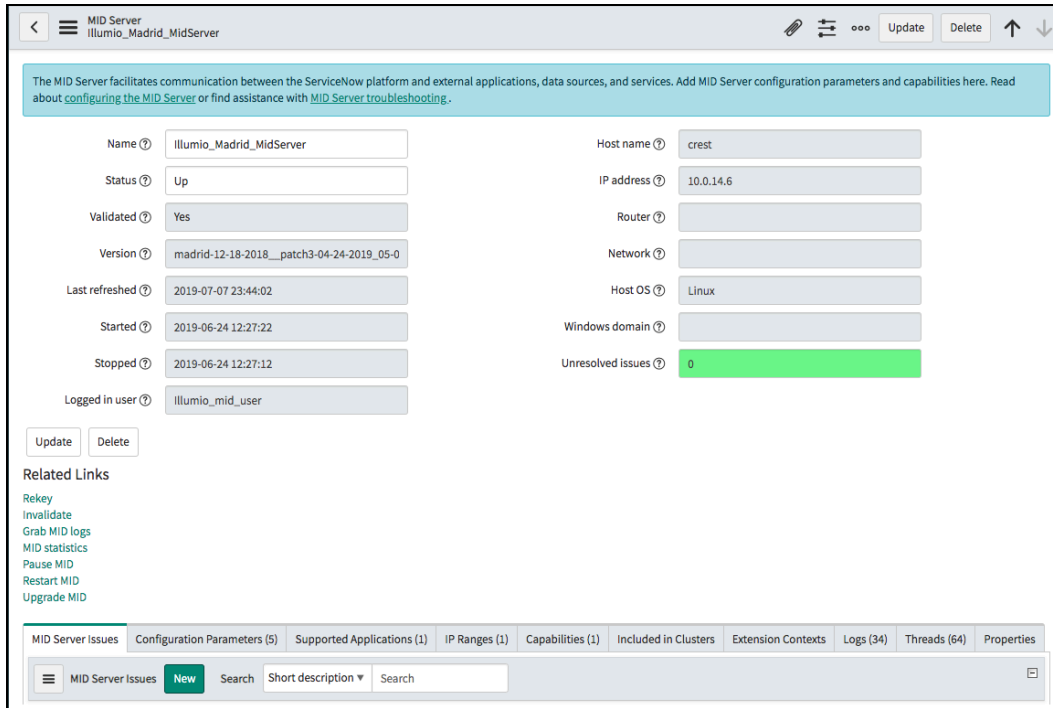 MID Server
Illumio_Madrid_MidServer
Update
Delete
The MID Server facilitates communication between the ServiceNow platform and external applications, data sources, and services. Add MID Server configuration parameters and capabilities here. Read
about configuring the MID Server or find assistance with MID Server troubleshooting .
Name Illumio_Madrid_MidServer
Host name crest
Status Up
IP address 10.0.14.6
Validated Yes
Router
Version madrid-12-18-2018__patch3-04-24-2019_05-0
Network
Last refreshed 2019-07-07 23:44:02
Host OS Linux
Started 2019-06-24 12:27:22
Windows domain
Stopped 2019-06-24 12:27:12
Unresolved issues 0
Logged in user Illumio_mid_user
Update Delete
Related Links
Rekey
Invalidate
Grab MID logs
MID statistics
Pause MID
Restart MID
Upgrade MID
MID Server Issues Configuration Parameters (5) Supported Applications (1) IP Ranges (1) Capabilities (1) Included in Clusters Extension Contexts Logs (34) Threads (64) Properties
MID Server Issues New Search Short description Search